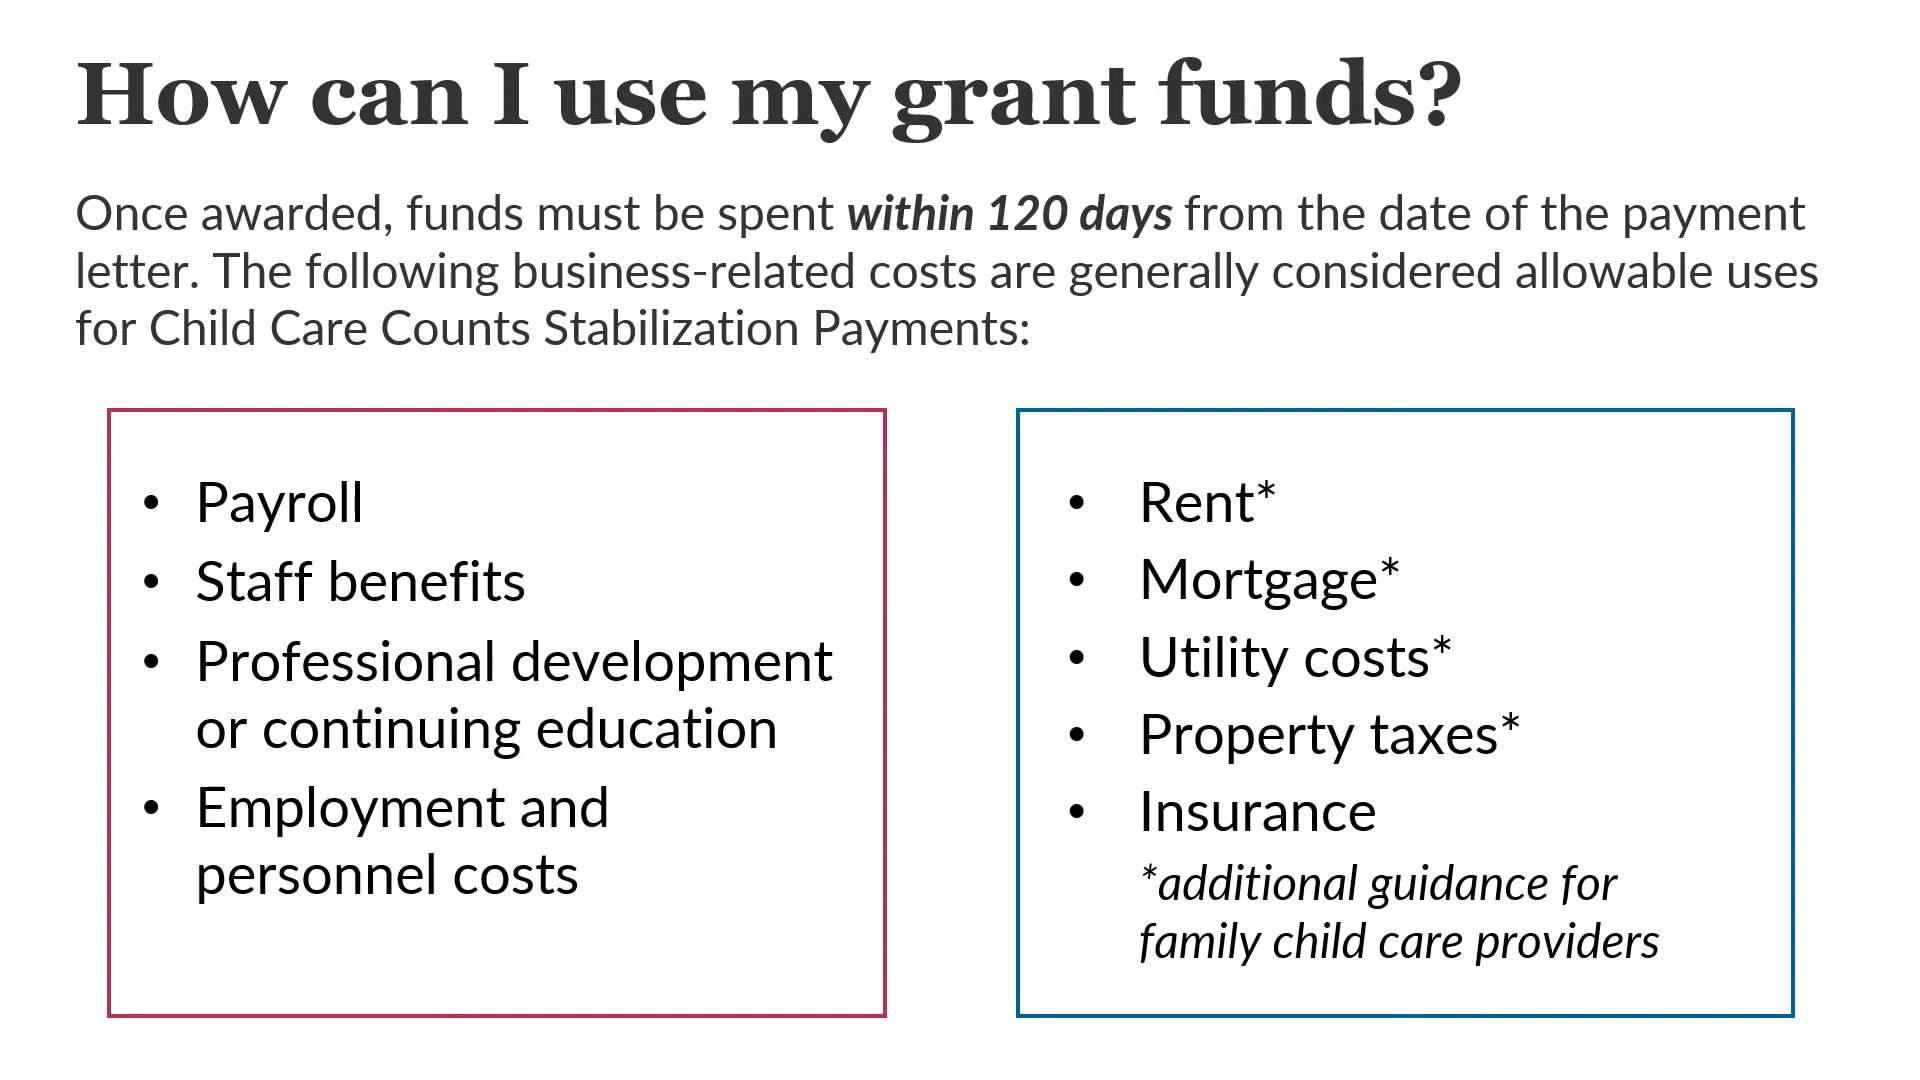 How can I use my grant funds?
Once awarded, funds must be spent within 120 days from the date of the payment
letter. The following business-related costs are generally considered allowable uses
for Child Care Counts Stabilization Payments:
• Payroll
• Staff benefits
• Professional development
or continuing education
• Employment and
personnel costs
• Rent*
• Mortgage*
• Utility costs*
• Property taxes*
• Insurance
*additional guidance for
family child care providers